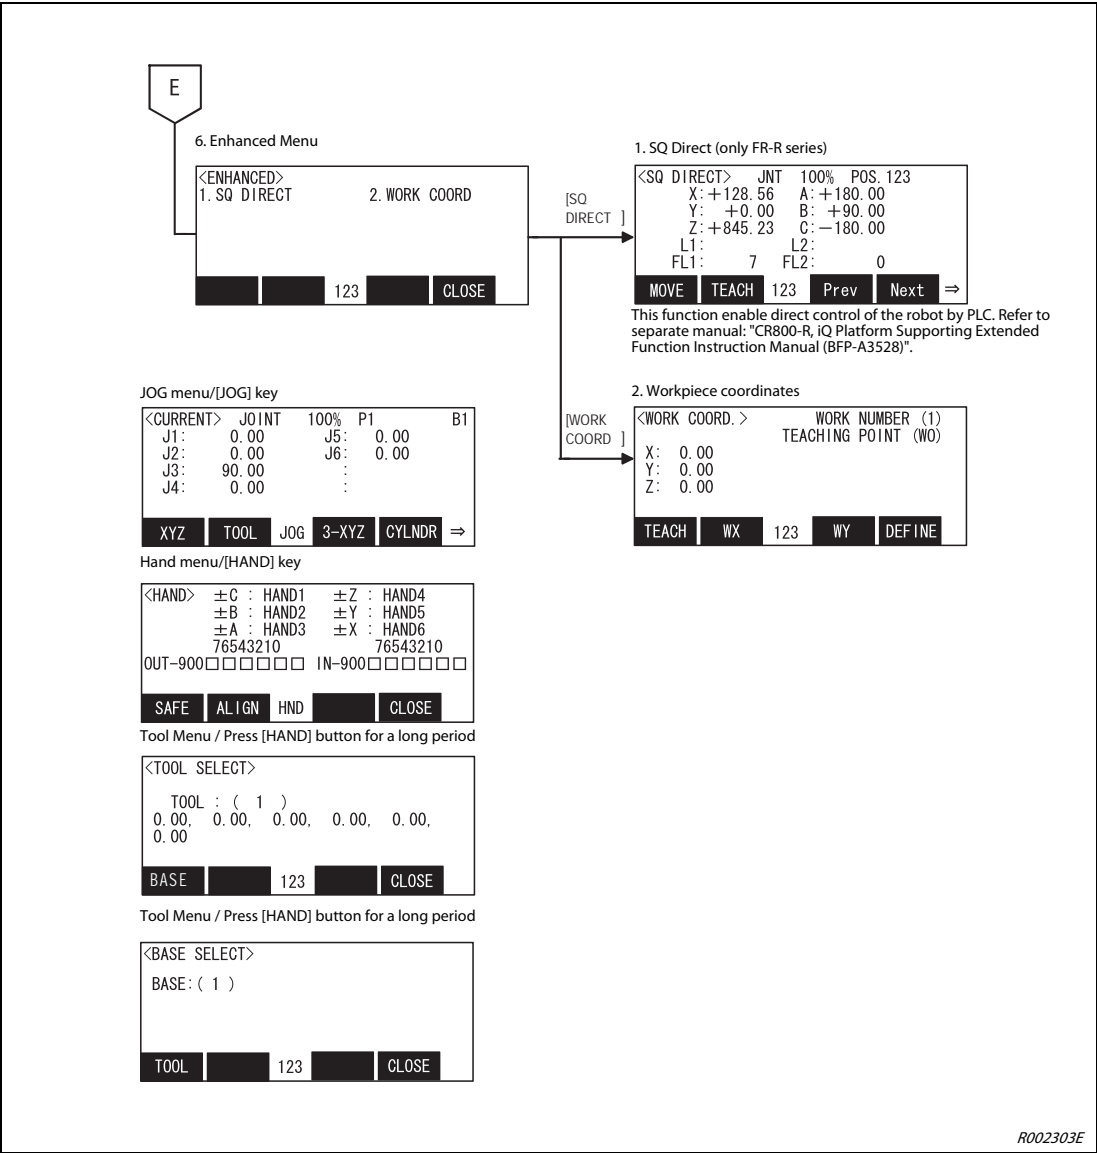 E
6. Enhanced Menu
<ENHANCED>
1. SQ DIRECT 2. WORK COORD
123 CLOSE
[SQ
DIRECT ]
1. SQ Direct (only FR-R series)
<SQ DIRECT> JNT 100% POS. 123
X:+128. 56 A:+180. 00
Y: +0. 00 B: +90. 00
Z:+845. 23 C:−180. 00
L1: L2:
FL1: 7 FL2: 0
MOVE TEACH 123 Prev Next ⇒
This function enable direct control of the robot by PLC. Refer to
separate manual: "CR800-R, iQ Platform Supporting Extended
Function Instruction Manual (BFP-A3528)".
[WORK
COORD ]
2. Workpiece coordinates
<WORK COORD. > WORK NUMBER (1)
TEACHING POINT (WO)
X: 0. 00
Y: 0. 00
Z: 0. 00
TEACH WX 123 WY DEFINE
JOG menu/[JOG] key
<CURRENT> JOINT 100% P1 B1
J1: 0. 00 J5: 0. 00
J2: 0. 00 J6: 0. 00
J3: 90. 00 :
J4: 0. 00 :
XYZ TOOL JOG 3-XYZ CYLNDR ⇒
Hand menu/[HAND] key
<HAND> ±C : HAND1 ±Z : HAND4
±B : HAND2 ±Y : HAND5
±A : HAND3 ±X : HAND6
76543210 76543210
OUT-900□□□□□□ IN-900□□□□□□
SAFE ALIGN HND CLOSE
Tool Menu / Press [HAND] button for a long period
<TOOL SELECT>
TOOL : ( 1 )
0. 00, 0. 00, 0. 00, 0. 00, 0. 00,
0. 00
BASE 123 CLOSE
Tool Menu / Press [HAND] button for a long period
<BASE SELECT>
BASE:( 1 )
TOOL 123 CLOSE
R002303E